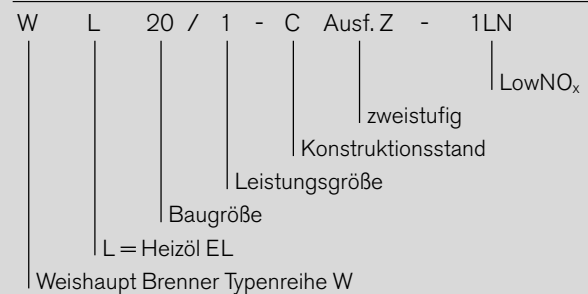 W L 20 / 1 - C Ausf. Z - 1LN
LowNOₓ
zweistufig
Konstruktionsstand
Leistungsgröße
Baugröße
L = Heizöl EL
Weishaupt Brenner Typenreihe W